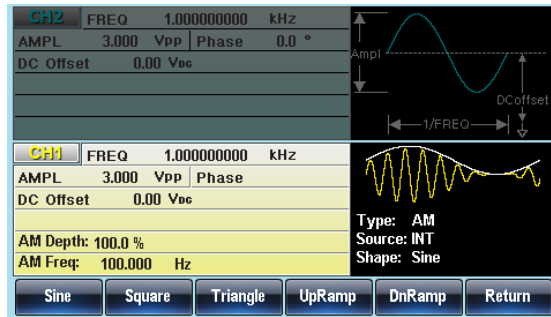 CH2 FREQ 1.000000000 kHz
AMPL 3.000 VPP Phase 0.0 °
DC Offset 0.00 VDC
Ampl
DCoffset
1/FREQ
CH1 FREQ 1.000000000 kHz
AMPL 3.000 VPP Phase
DC Offset 0.00 VDC
AM Depth: 100.0 %
AM Freq: 100.000 Hz
Type: AM
Source: INT
Shape: Sine
Sine Square Triangle UpRamp DnRamp Return